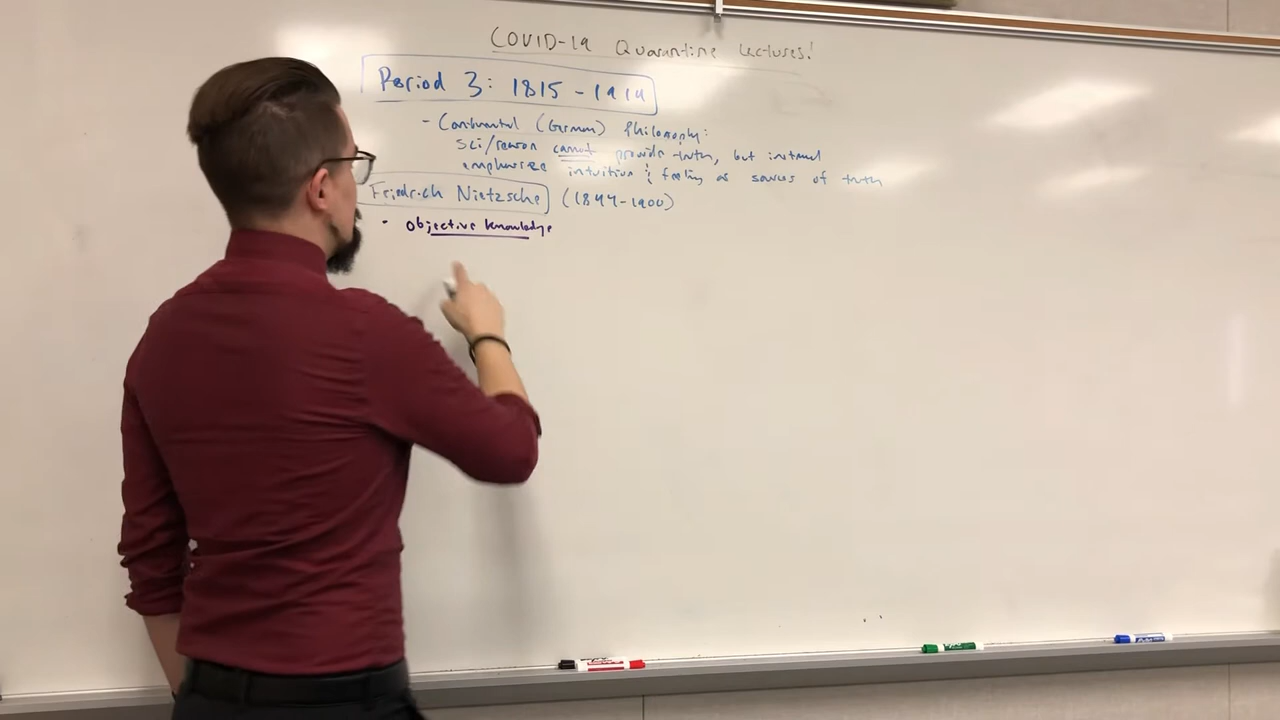 COVID-19 Quarantine Lectures!
Period 3: 1815 - 1914
- Continental (German) Philosophy:
sci/reason cannot provide truth, but instead
emphasize intuition & feeling as sources of truth
Friedrich Nietzsche (1844-1900)
· Objective knowledge